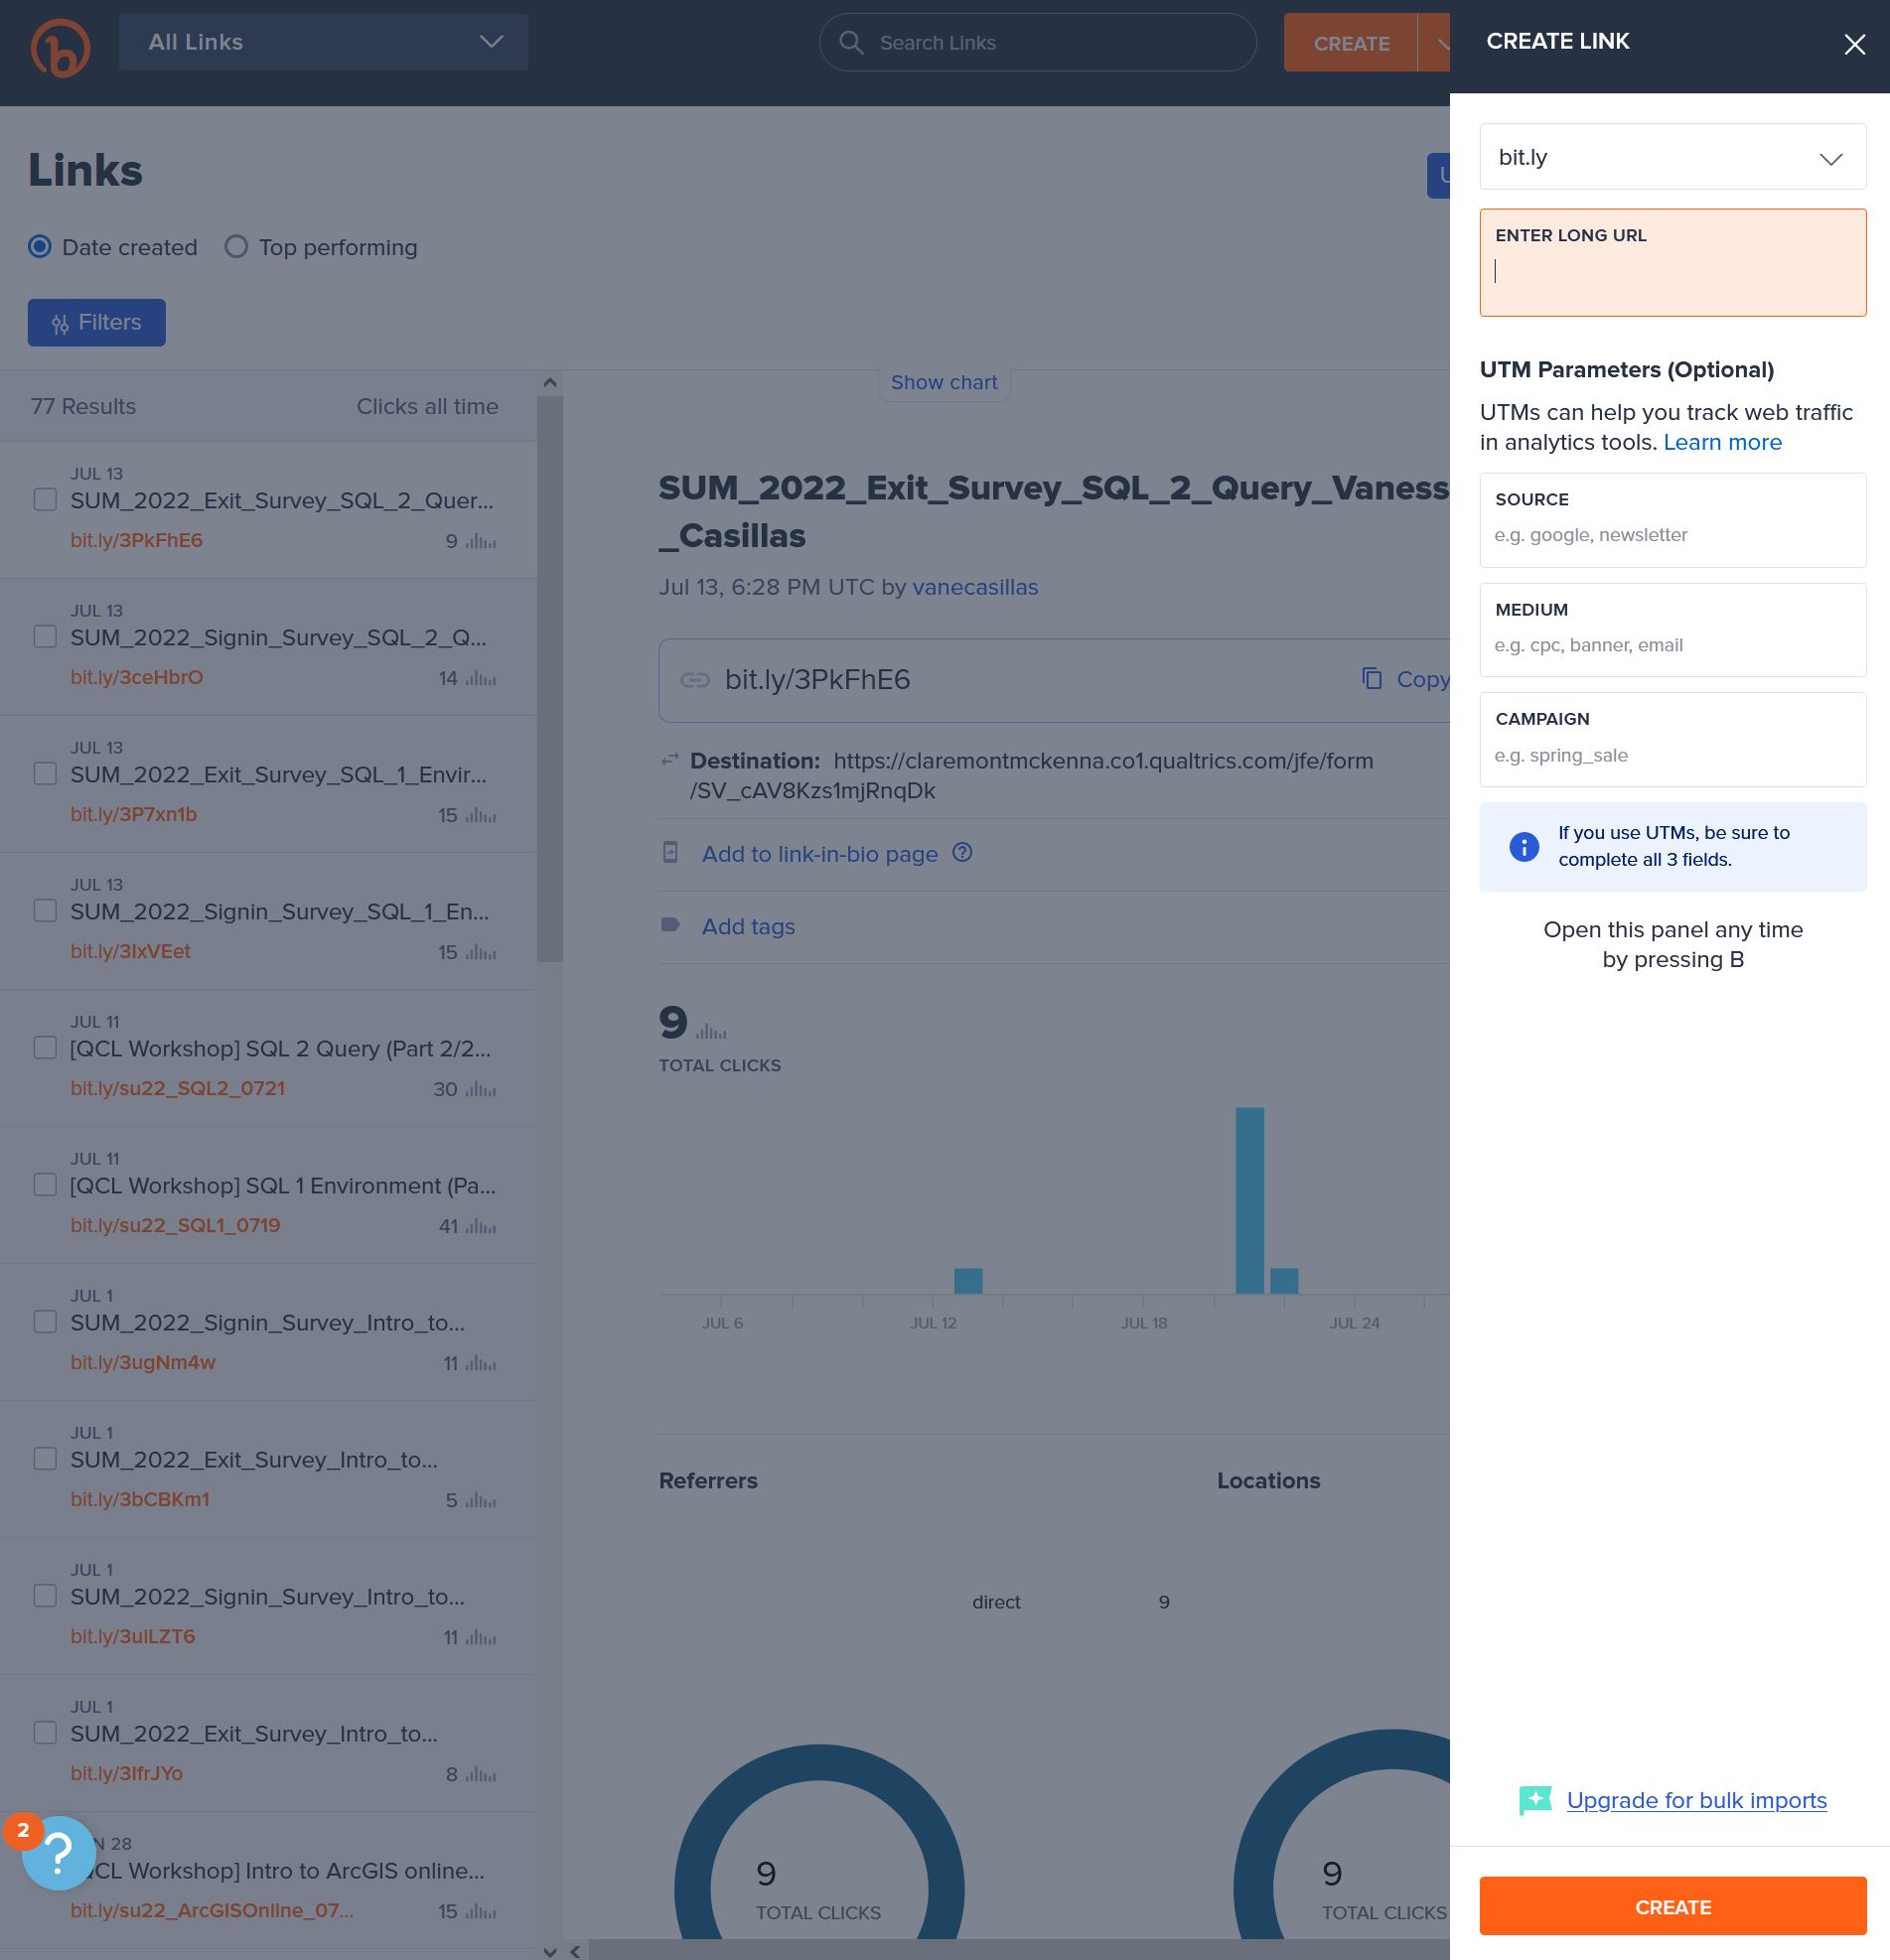 All Links
Search Links
CREATE
Links
Date created
Top performing
Filters
77 Results
Clicks all time
JUL 13
SUM_2022_Exit_Survey_SQL_2_Quer...
bit.ly/3PkFhE6
9
JUL 13
SUM_2022_Signin_Survey_SQL_2_Q...
bit.ly/3ceHbrO
14
JUL 13
SUM_2022_Exit_Survey_SQL_1_Envir...
bit.ly/3P7xn1b
15
JUL 13
SUM_2022_Signin_Survey_SQL_1_En...
bit.ly/3IxVEet
15
JUL 11
[QCL Workshop] SQL 2 Query (Part 2/2...
bit.ly/su22_SQL2_0721
30
JUL 11
[QCL Workshop] SQL 1 Environment (Pa...
bit.ly/su22_SQL1_0719
41
JUL 1
SUM_2022_Signin_Survey_Intro_to...
bit.ly/3ugNm4w
11
JUL 1
SUM_2022_Exit_Survey_Intro_to...
bit.ly/3bCBKm1
5
JUL 1
SUM_2022_Signin_Survey_Intro_to...
bit.ly/3ulLZT6
11
JUL 1
SUM_2022_Exit_Survey_Intro_to...
bit.ly/3IfrJYo
8
N 28
CL Workshop] Intro to ArcGIS online...
bit.ly/su22_ArcGISOnline_07...
15
2
?
Show chart
SUM_2022_Exit_Survey_SQL_2_Query_Vaness
_Casillas
Jul 13, 6:28 PM UTC by vanecasillas
bit.ly/3PkFhE6
Copy
Destination: https://claremontmckenna.co1.qualtrics.com/jfe/form
/SV_cAV8Kzs1mjRnqDk
Add to link-in-bio page
Add tags
9
TOTAL CLICKS
JUL 6
JUL 12
JUL 18
JUL 24
Referrers
Locations
direct
9
9
TOTAL CLICKS
9
TOTAL CLICKS
CREATE LINK
bit.ly
ENTER LONG URL
UTM Parameters (Optional)
UTMs can help you track web traffic
in analytics tools. Learn more
SOURCE
e.g. google, newsletter
MEDIUM
e.g. cpc, banner, email
CAMPAIGN
e.g. spring_sale
If you use UTMs, be sure to
complete all 3 fields.
Open this panel any time
by pressing B
Upgrade for bulk imports
CREATE